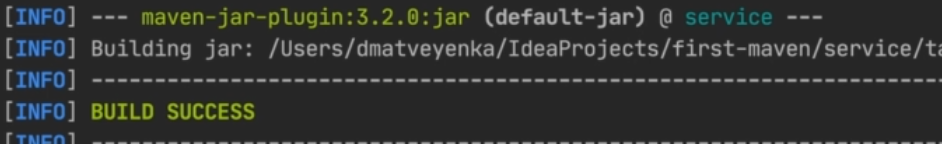 [INFO] --- maven-jar-plugin:3.2.0:jar (default-jar) @ service ---
[INFO] Building jar: /Users/dmatveyenka/IdeaProjects/first-maven/service/ta
[INFO] ------------------------------------------------------------------------
[INFO] BUILD SUCCESS
[INFO] ------------------------------------------------------------------------